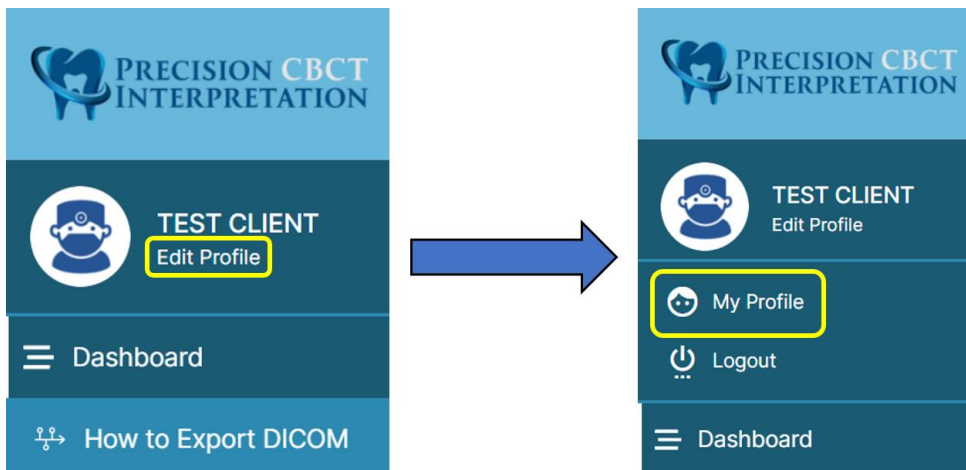 PRECISION CBCT
INTERPRETATION
TEST CLIENT
Edit Profile
Dashboard
How to Export DICOM
PRECISION CBCT
INTERPRETATION
TEST CLIENT
Edit Profile
My Profile
Logout
Dashboard